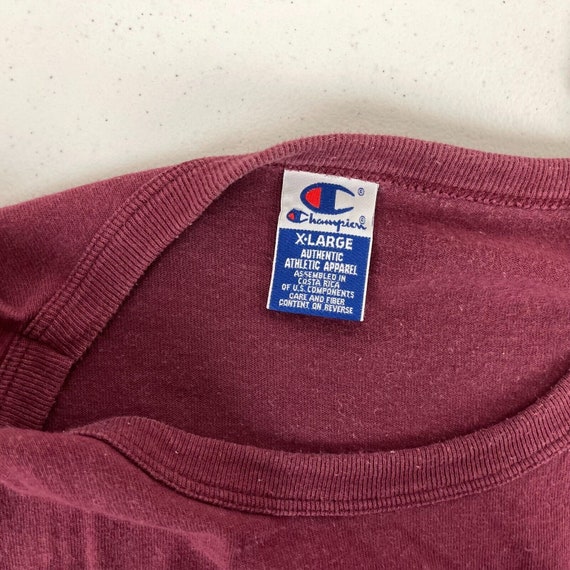 Champion®
X-LARGE
AUTHENTIC
ATHLETIC APPAREL
ASSEMBLED IN
COSTA RICA
OF U.S. COMPONENTS
CARE AND FIBER
CONTENT ON REVERSE